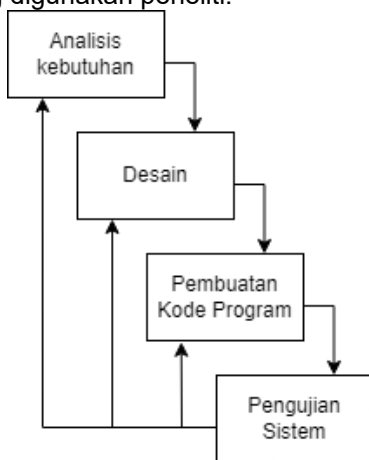 digunakan peneliti.
Analisis
kebutuhan
Desain
Pembuatan
Kode Program
Pengujian
Sistem